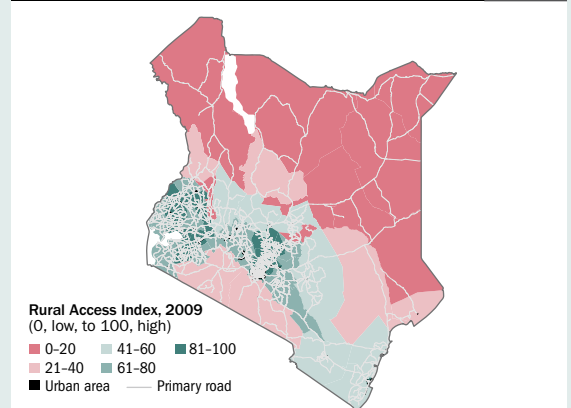 Rural Access Index, 2009
(0, low, to 100, high)
0–20 41–60 81–100
21–40 61–80
Urban area Primary road